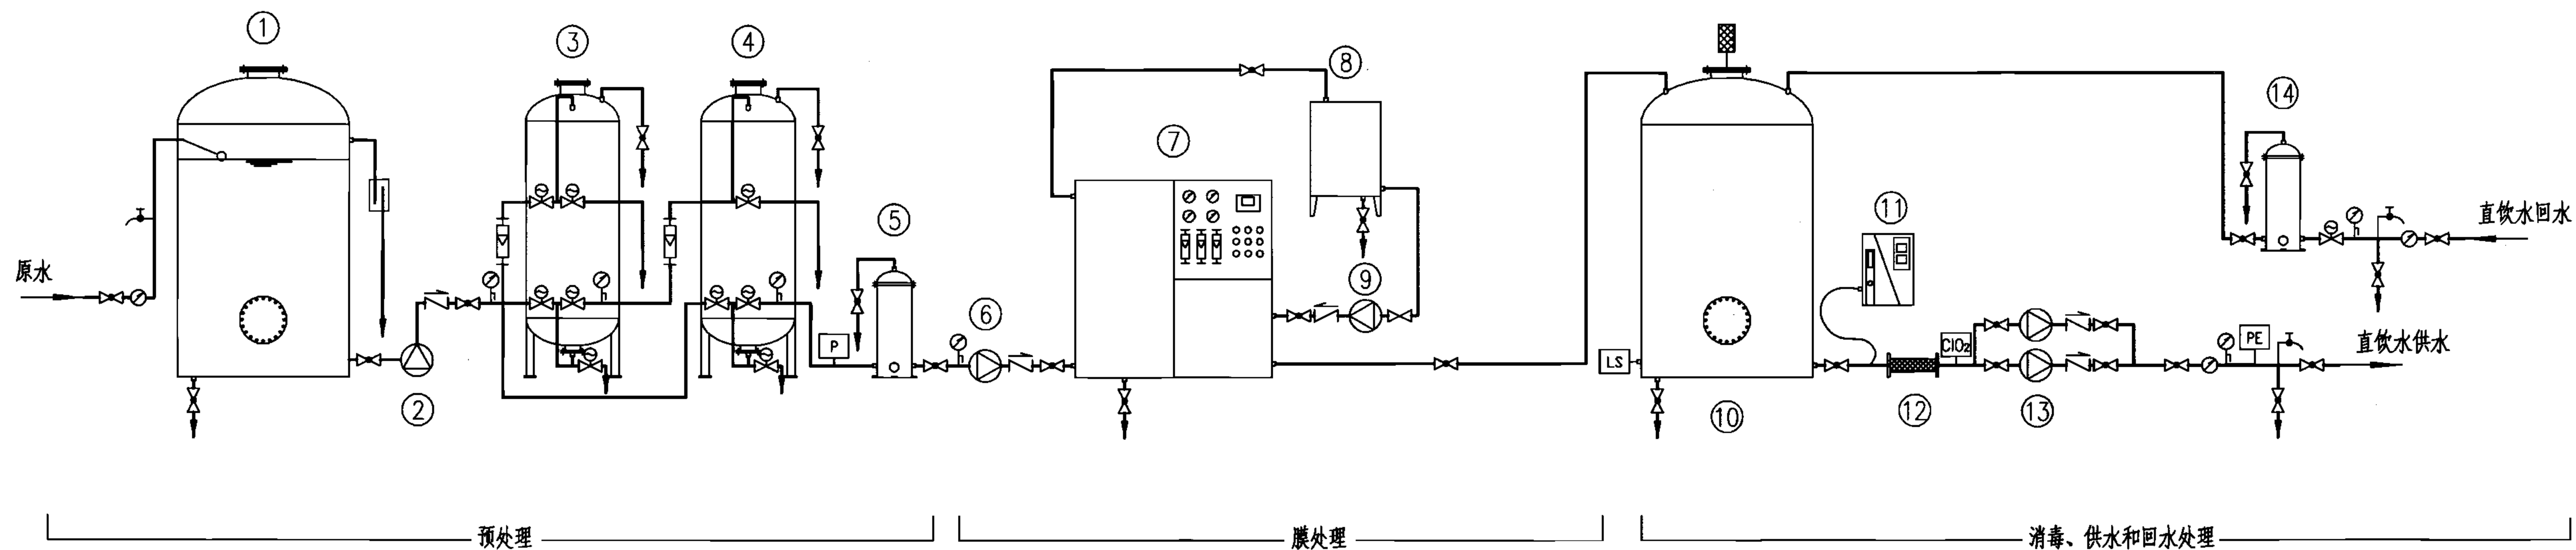 ①
③
④
⑧
⑭
⑦
⑤
⑪
直饮水回水
原水
⑨
⑥
P
ClO₂
PE
直饮水供水
LS
②
⑩
⑫
⑬
预处理
膜处理
消毒、供水和回水处理